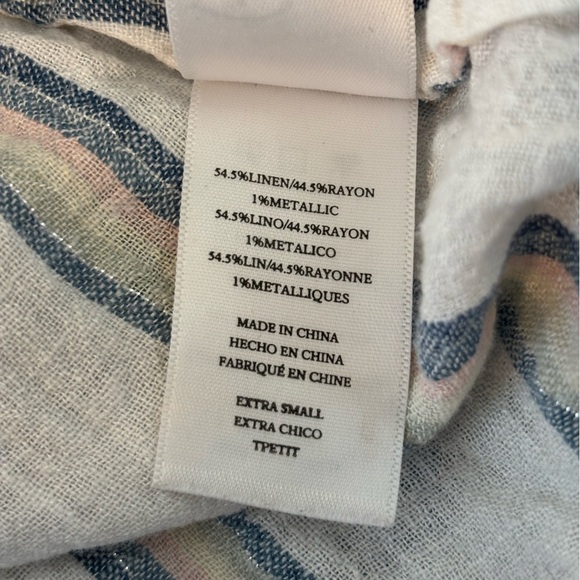 54.5%LINEN/44.5%RAYON
1%METALLIC
54.5%LINO/44.5%RAYON
1%METALICO
54.5%LIN/44.5%RAYONNE
1%METALLIQUES
MADE IN CHINA
HECHO EN CHINA
FABRIQUÉ EN CHINE
EXTRA SMALL
EXTRA CHICO
TPETIT